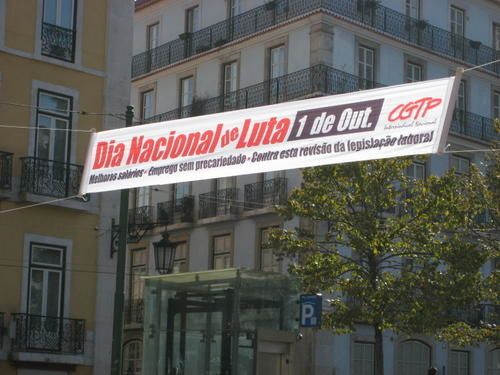 Dia Nacional de Luta 1 de Out.
CGTP
Intersindical Nacional
Melhores salários - Emprego sem precariedade - Contra esta revisão da legislação laboral
P